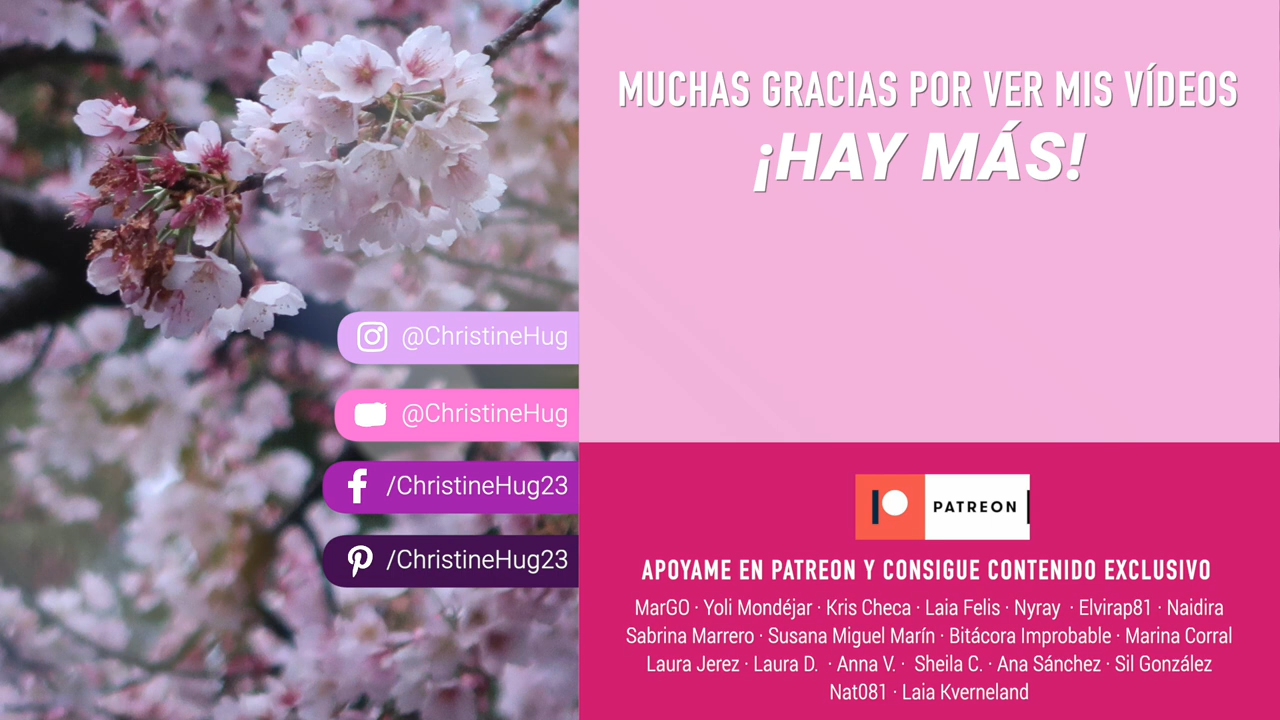 MUCHAS GRACIAS POR VER MIS VÍDEOS
¡HAY MÁS!
@ChristineHug
@ChristineHug
/ChristineHug23
/ChristineHug23
PATREON
APOYAME EN PATREON Y CONSIGUE CONTENIDO EXCLUSIVO
MarGO · Yoli Mondéjar · Kris Checa · Laia Felis · Nyray · Elvirap81 · Naidira
Sabrina Marrero · Susana Miguel Marín · Bitácora Improbable · Marina Corral
Laura Jerez · Laura D. · Anna V. · Sheila C. · Ana Sánchez · Sil González
Nat081 · Laia Kverneland